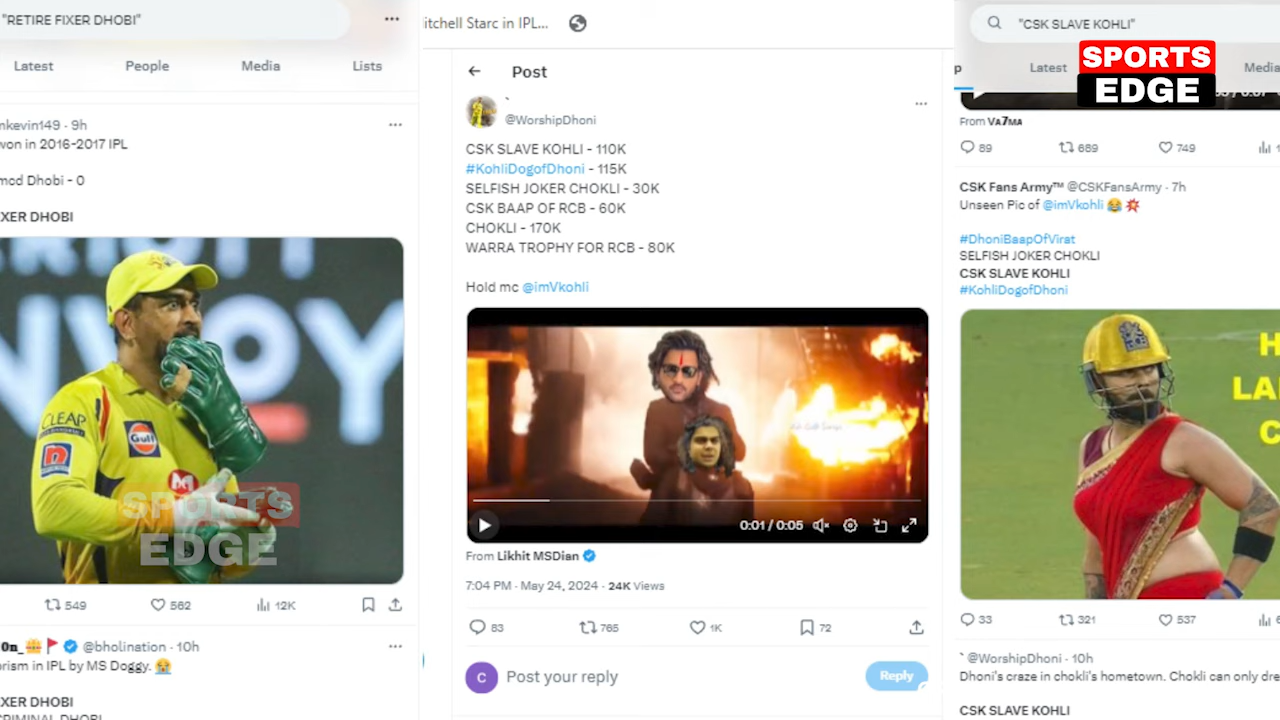 "RETIRE FIXER DHOBI"
Latest
People
Media
Lists
nkevin149 · 9h
won in 2016-2017 IPL
mcd Dhobi - 0
XER DHOBI
CLEAP
Gulf
SPORTS
EDGE
549
562
12K
0n_
@bholination · 10h
orism in IPL by MS Doggy.
XER DHOBI
CRIMINAL DHOBI
itchell Starc in IPL...
Post
@WorshipDhoni
CSK SLAVE KOHLI - 110K
#KohliDogofDhoni - 115K
SELFISH JOKER CHOKLI - 30K
CSK BAAP OF RCB - 60K
CHOKLI - 170K
WARRA TROPHY FOR RCB - 80K
Hold mc @imVkohli
0:01 / 0:05
From Likhit MSDian
7:04 PM · May 24, 2024 · 24K Views
83
765
1K
72
C
Post your reply
Reply
"CSK SLAVE KOHLI"
SPORTS
EDGE
p
Latest
Media
From VA7MA
89
689
749
CSK Fans Army™ @CSKFansArmy · 7h
Unseen Pic of @imVkohli
#DhoniBaapOfVirat
SELFISH JOKER CHOKLI
CSK SLAVE KOHLI
#KohliDogofDhoni
H
LA
C
33
321
537
@WorshipDhoni · 10h
Dhoni's craze in chokli's hometown. Chokli can only dre
CSK SLAVE KOHLI